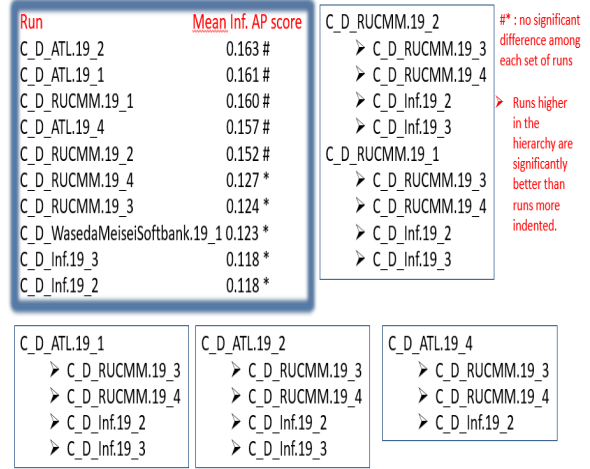 Run Mean Inf. AP score
C_D_ATL.19_2 0.163 #
C_D_ATL.19_1 0.161 #
C_D_RUCMM.19_1 0.160 #
C_D_ATL.19_4 0.157 #
C_D_RUCMM.19_2 0.152 #
C_D_RUCMM.19_4 0.127 *
C_D_RUCMM.19_3 0.124 *
C_D_WasedaMeiseiSoftbank.19_1 0.123 *
C_D_Inf.19_3 0.118 *
C_D_Inf.19_2 0.118 *
C_D_RUCMM.19_2
➢ C_D_RUCMM.19_3
➢ C_D_RUCMM.19_4
➢ C_D_Inf.19_2
➢ C_D_Inf.19_3
C_D_RUCMM.19_1
➢ C_D_RUCMM.19_3
➢ C_D_RUCMM.19_4
➢ C_D_Inf.19_2
➢ C_D_Inf.19_3
#* : no significant
difference among
each set of runs
➢ Runs higher
in the
hierarchy are
significantly
better than
runs more
indented.
C_D_ATL.19_1
➢ C_D_RUCMM.19_3
➢ C_D_RUCMM.19_4
➢ C_D_Inf.19_2
➢ C_D_Inf.19_3
C_D_ATL.19_2
➢ C_D_RUCMM.19_3
➢ C_D_RUCMM.19_4
➢ C_D_Inf.19_2
➢ C_D_Inf.19_3
C_D_ATL.19_4
➢ C_D_RUCMM.19_3
➢ C_D_RUCMM.19_4
➢ C_D_Inf.19_2